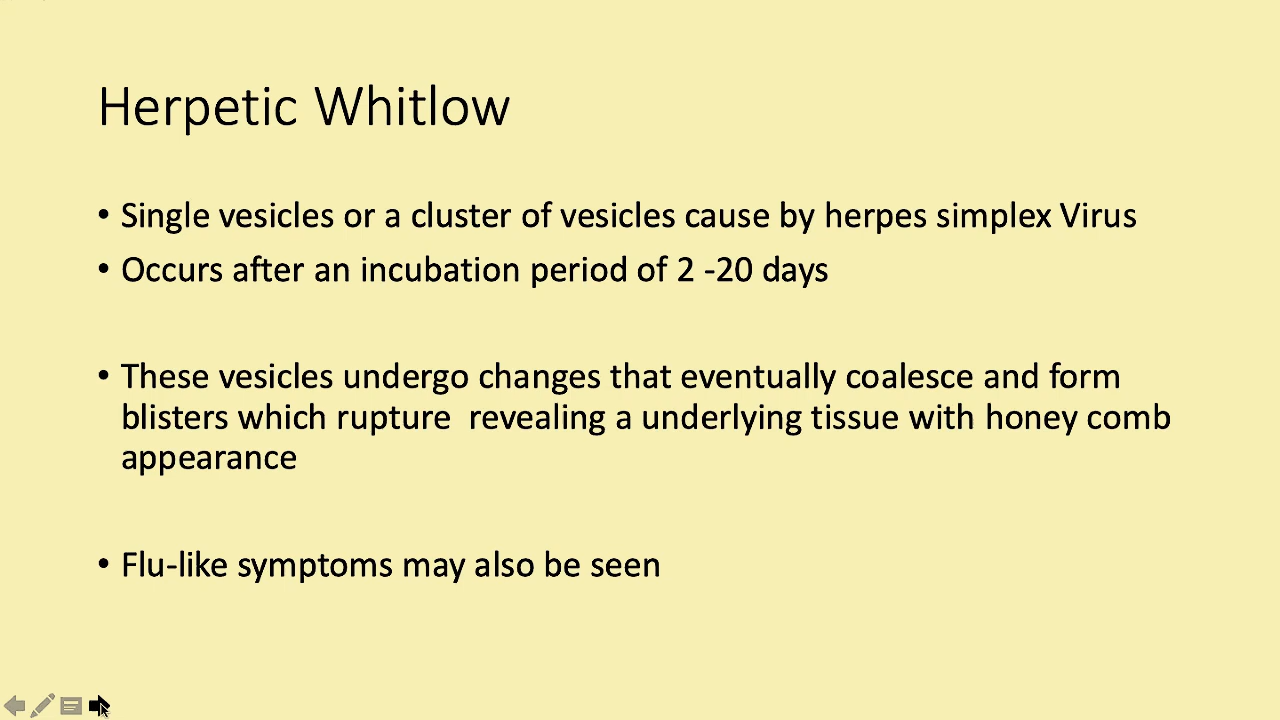 Herpetic Whitlow
• Single vesicles or a cluster of vesicles cause by herpes simplex Virus
• Occurs after an incubation period of 2 -20 days
• These vesicles undergo changes that eventually coalesce and form
blisters which rupture  revealing a underlying tissue with honey comb
appearance
• Flu-like symptoms may also be seen